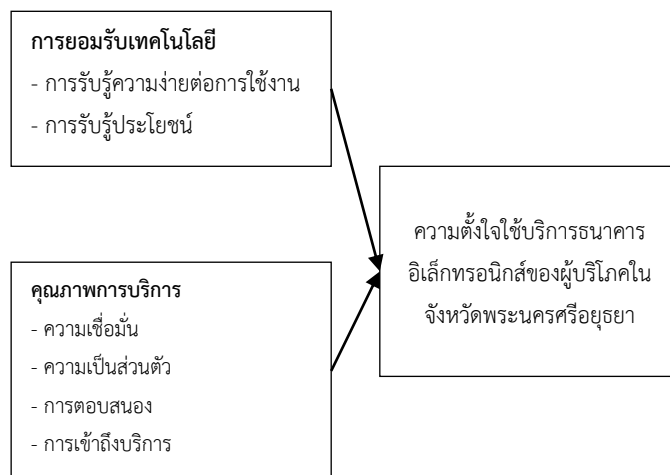 การยอมรับเทคโนโลยี
- การรับรู้ความง่ายต่อการใช้งาน
- การรับรู้ประโยชน์
คุณภาพการบริการ
- ความเชื่อมั่น
- ความเป็นส่วนตัว
- การตอบสนอง
- การเข้าถึงบริการ
ความตั้งใจใช้บริการธนาคาร
อิเล็กทรอนิกส์ของผู้บริโภคใน
จังหวัดพระนครศรีอยุธยา